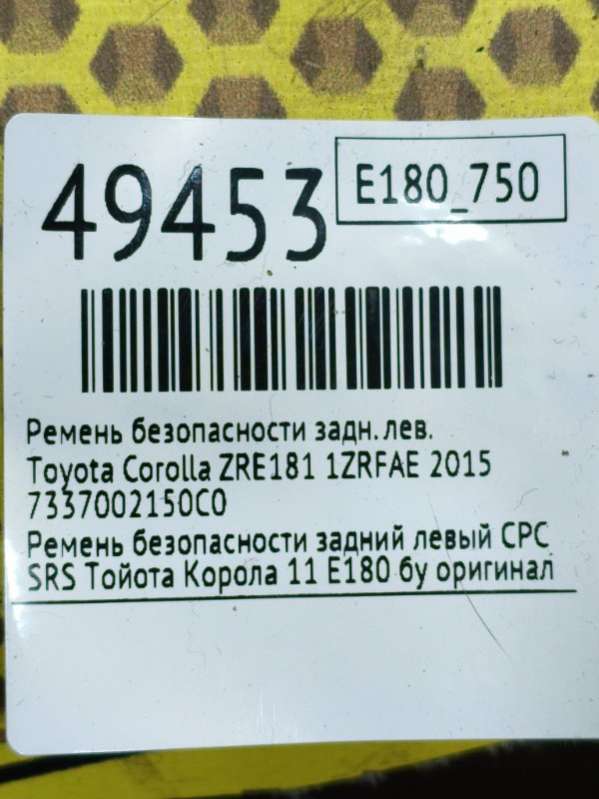 49453
E180_750
Ремень безопасности задн.лев.
Toyota Corolla ZRE181 1ZRFAE 2015
7337002150C0
Ремень безопасности задний левый СРС
SRS Тойота Корола 11 E180 бу оригинал